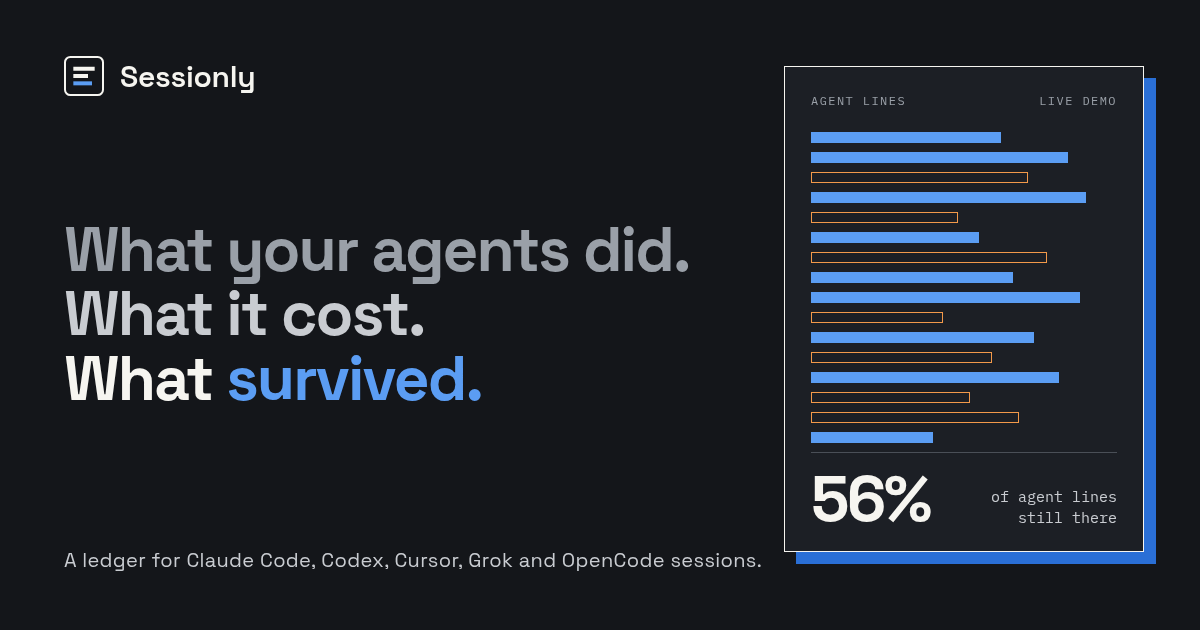 Sessionly
What your agents did.
What it cost.
What survived.
A ledger for Claude Code, Codex, Cursor, Grok and OpenCode sessions.
AGENT LINES
LIVE DEMO
56%
of agent lines
still there